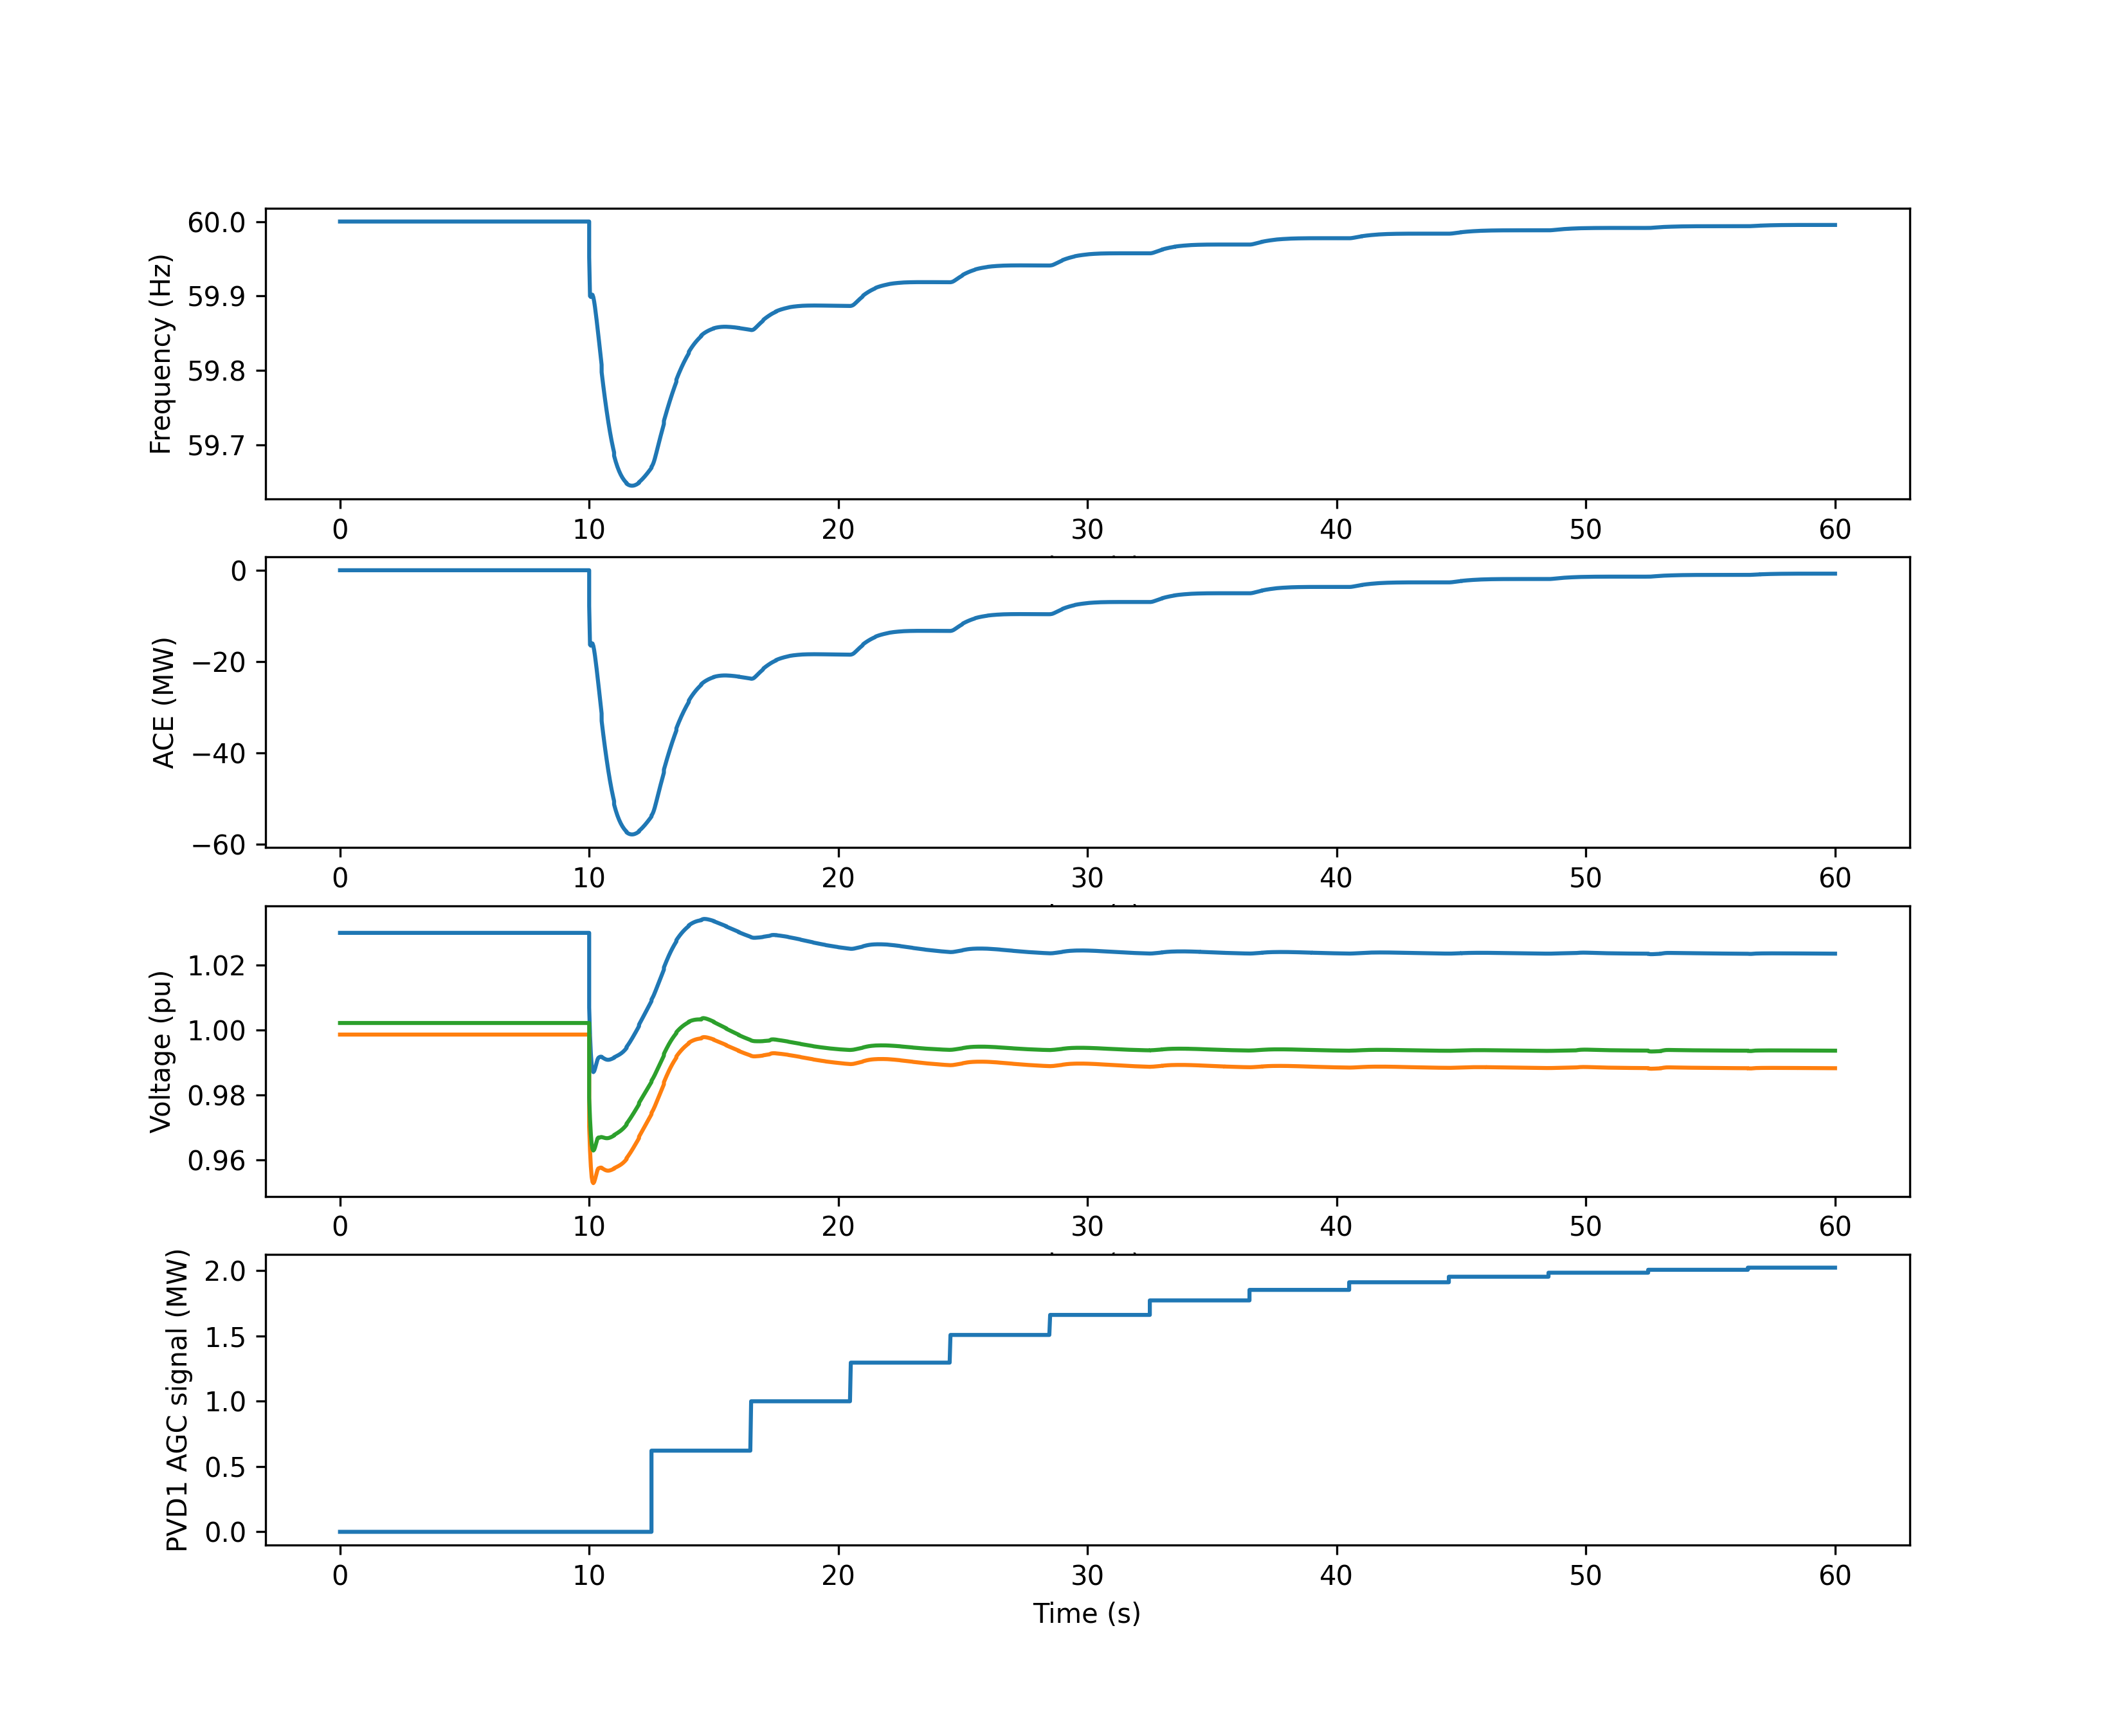 Frequency (Hz)
60.0
59.9
59.8
59.7
0 10 20 30 40 50 60
ACE (MW)
0
−20
−40
−60
0 10 20 30 40 50 60
Voltage (pu)
1.02
1.00
0.98
0.96
0 10 20 30 40 50 60
PVD1 AGC signal (MW)
2.0
1.5
1.0
0.5
0.0
0 10 20 30 40 50 60
Time (s)